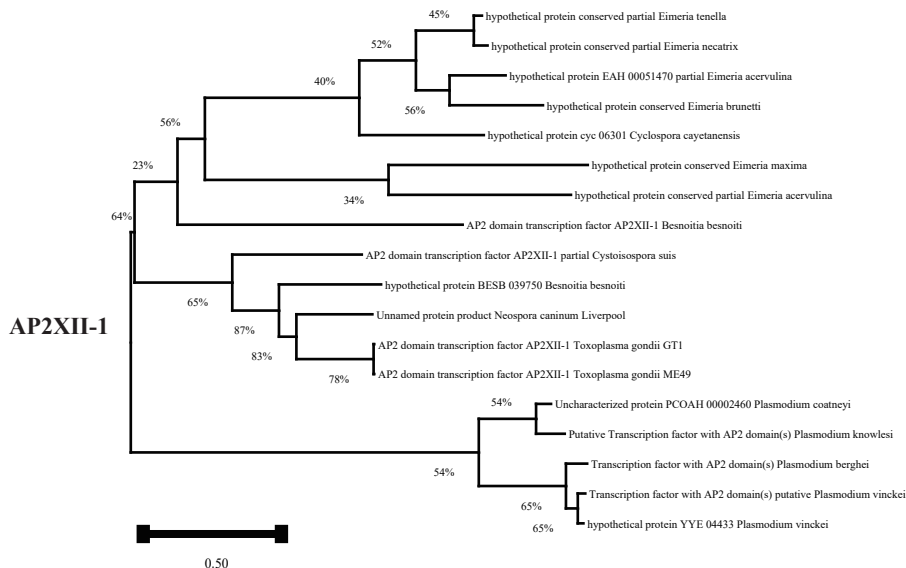 45%
hypothetical protein conserved partial Eimeria tenella
52%
hypothetical protein conserved partial Eimeria necatrix
40%
hypothetical protein EAH 00051470 partial Eimeria acervulina
56%
hypothetical protein conserved Eimeria brunetti
56%
hypothetical protein cyc 06301 Cyclospora cayetanensis
23%
hypothetical protein conserved Eimeria maxima
34%
hypothetical protein conserved partial Eimeria acervulina
64%
AP2 domain transcription factor AP2XII-1 Besnoitia besnoiti
AP2 domain transcription factor AP2XII-1 partial Cystoisospora suis
65%
hypothetical protein BESB 039750 Besnoitia besnoiti
AP2XII-1
87%
Unnamed protein product Neospora caninum Liverpool
83%
AP2 domain transcription factor AP2XII-1 Toxoplasma gondii GT1
78%
AP2 domain transcription factor AP2XII-1 Toxoplasma gondii ME49
54%
Uncharacterized protein PCOAH 00002460 Plasmodium coatneyi
Putative Transcription factor with AP2 domain(s) Plasmodium knowlesi
54%
Transcription factor with AP2 domain(s) Plasmodium berghei
Transcription factor with AP2 domain(s) putative Plasmodium vinckei
65%
65%
hypothetical protein YYE 04433 Plasmodium vinckei
0.50